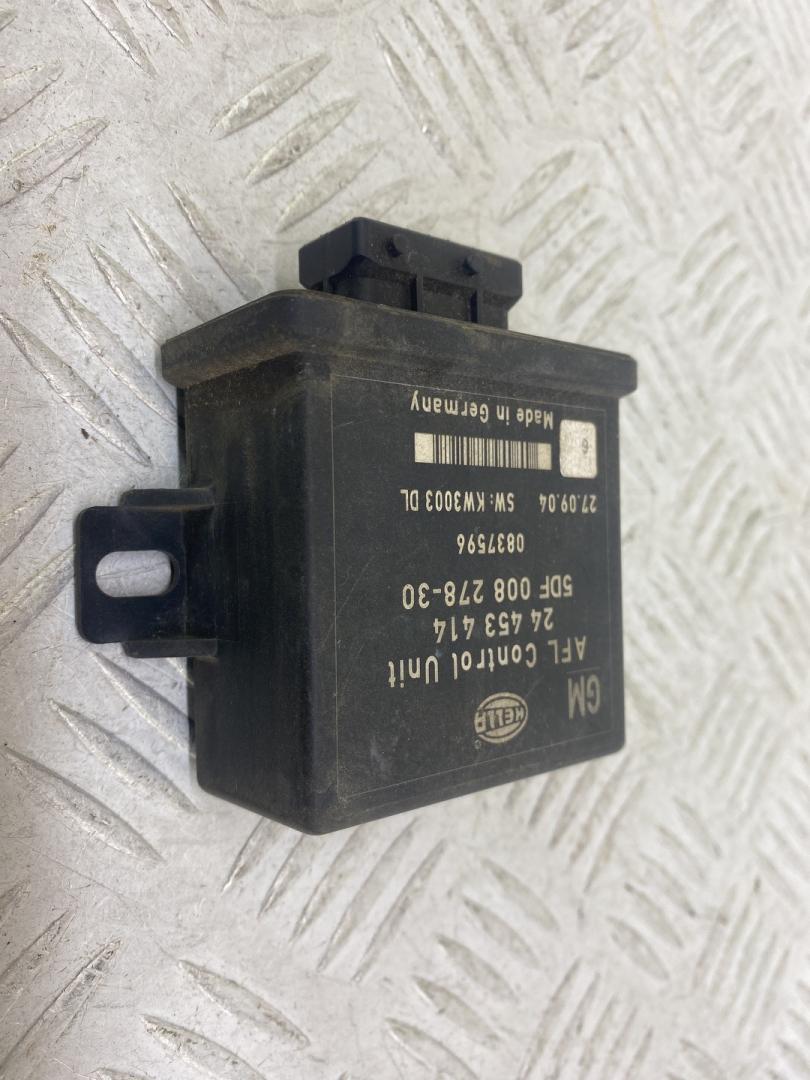 GM
HELLA
©
AFL Control Unit
24 453 414
5DF 008 278-30
0837596
27.09.04 SW: KW3003 DL
6
Made in Germany